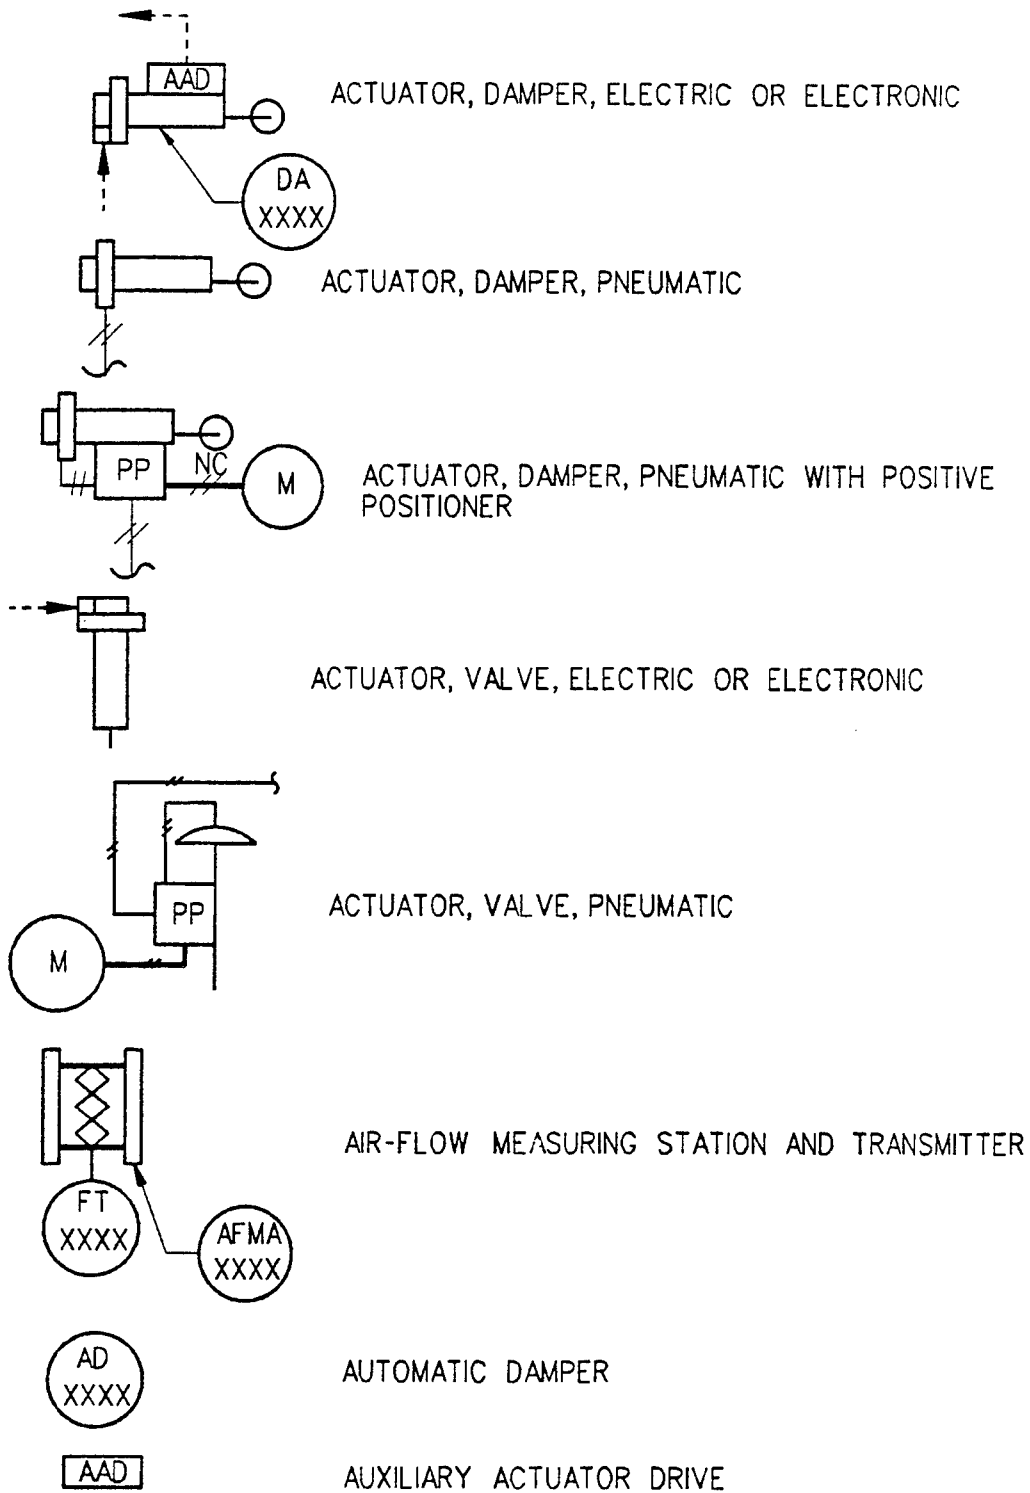 AAD
ACTUATOR, DAMPER, ELECTRIC OR ELECTRONIC
DA
XXXX
ACTUATOR, DAMPER, PNEUMATIC
PP
NC
M
ACTUATOR, DAMPER, PNEUMATIC WITH POSITIVE
POSITIONER
ACTUATOR, VALVE, ELECTRIC OR ELECTRONIC
PP
ACTUATOR, VALVE, PNEUMATIC
M
AIR-FLOW MEASURING STATION AND TRANSMITTER
FT
XXXX
AFMA
XXXX
AD
XXXX
AUTOMATIC DAMPER
AAD
AUXILIARY ACTUATOR DRIVE